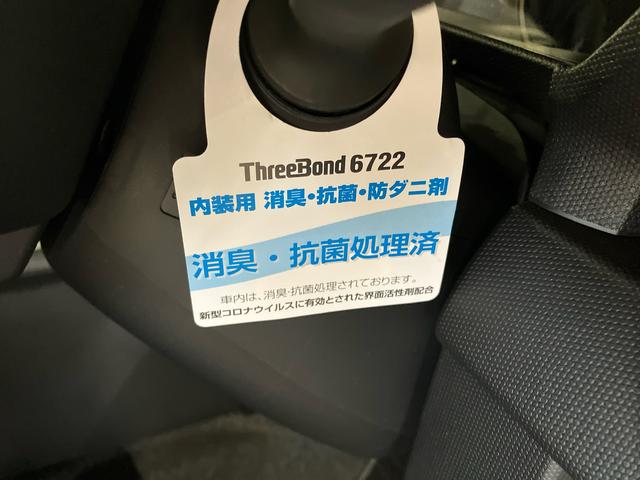 ThreeBond 6722
内装用 消臭・抗菌・防ダニ剤
消臭・抗菌処理済
車内は、消臭・抗菌処理されております。
新型コロナウイルスに有効とされた界面活性剤配合